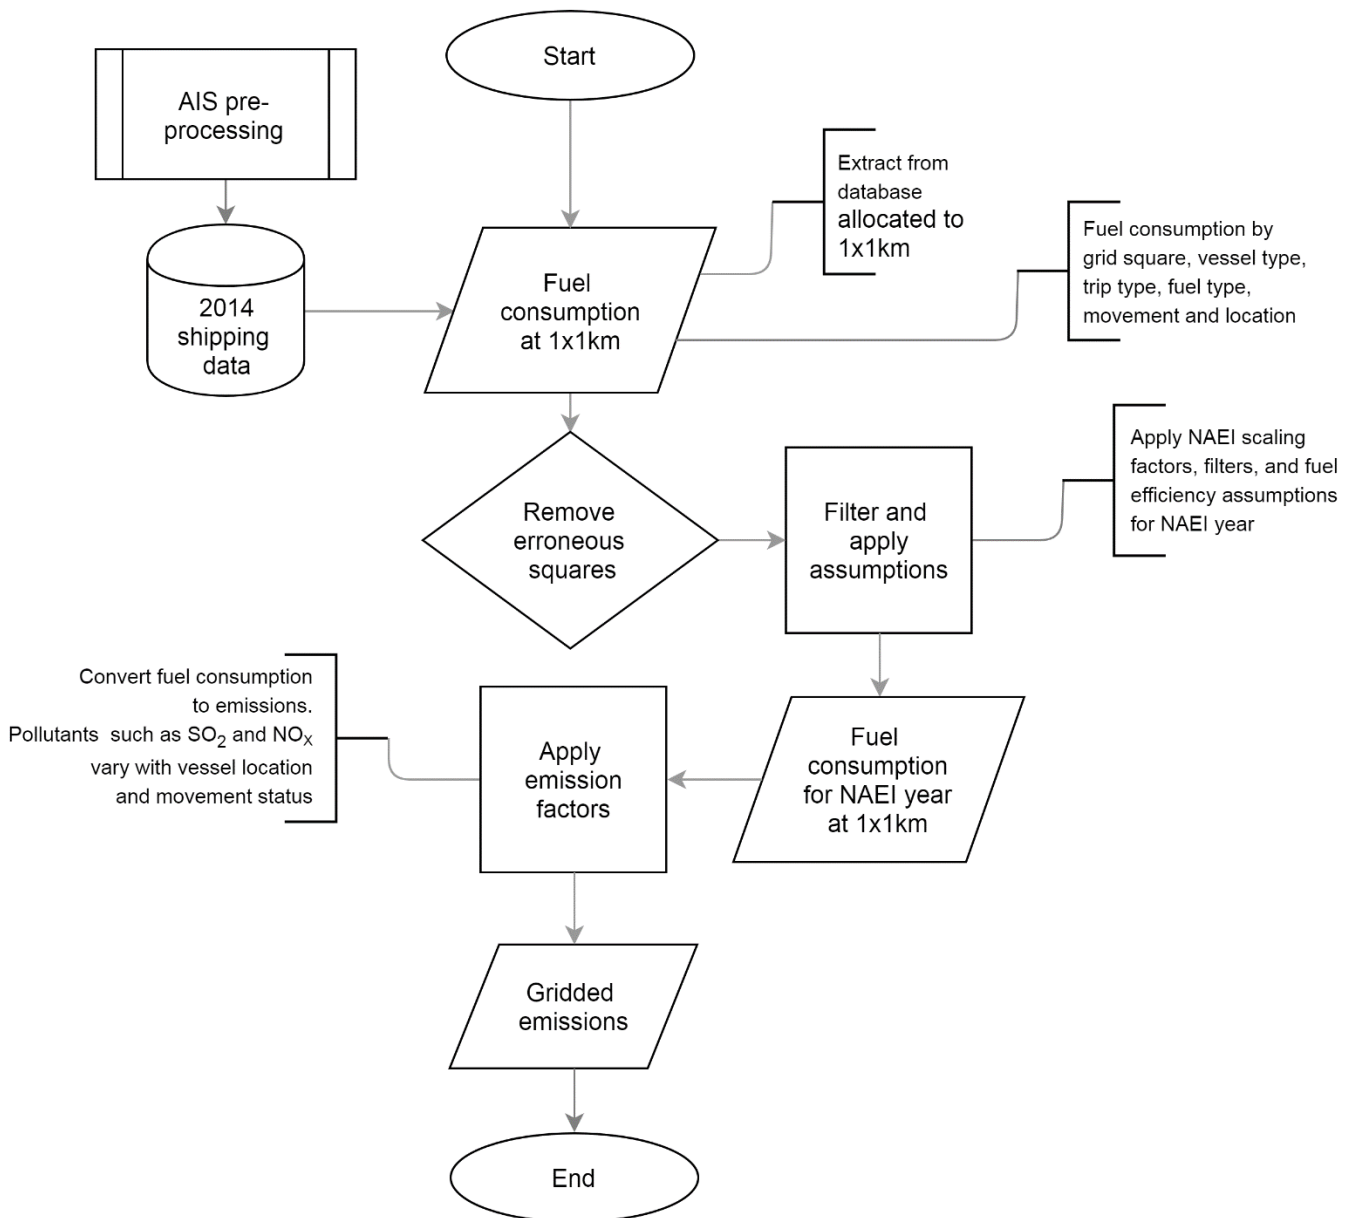 Start
AIS pre-
processing
Extract from
database
allocated to
1x1km
Fuel consumption by
grid square, vessel type,
trip type, fuel type,
movement and location
Fuel
consumption
at 1x1km
2014
shipping
data
Apply NAEI scaling
factors, filters, and fuel
efficiency assumptions
for NAEI year
Remove
erroneous
squares
Filter and
apply
assumptions
Convert fuel consumption
to emissions.
Pollutants such as SO2 and NOX
vary with vessel location
and movement status
Apply
emission
factors
Fuel
consumption
for NAEI year
at 1x1km
Gridded
emissions
End